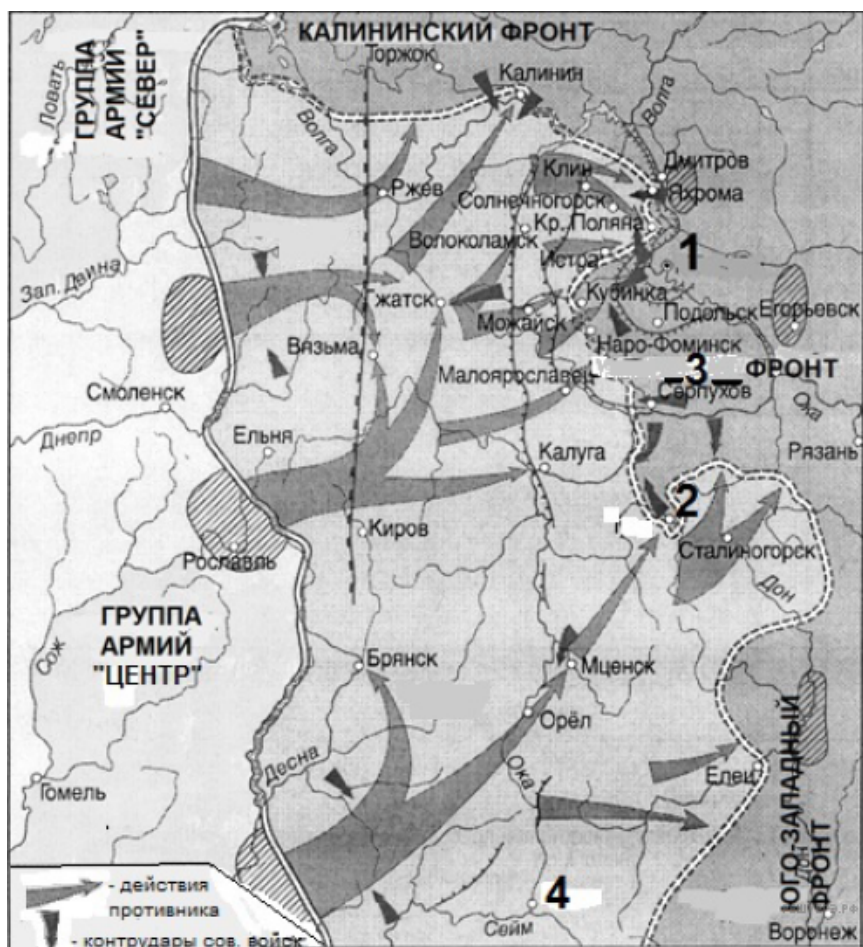 КАЛИНИНСКИЙ ФРОНТ
ГРУППА
АРМИЙ
"СЕВЕР"
Ловать
Торжок
Калинин
Волга
Волга
Дмитров
Клин
Яхрома
Ржев
Солнечногорск
Кр. Поляна
Волоколамск
1
Истра
Зап. Двина
Гжатск
Кубинка
Можайск
Подольск
Егорьевск
Наро-Фоминск
Вязьма
Малоярославец
_3_ ФРОНТ
Смоленск
Серпухов
Ока
Днепр
Ельня
Рязань
Калуга
2
Киров
Сталиногорск
Рославль
Дон
ГРУППА
АРМИЙ
"ЦЕНТР"
Сож
Брянск
Мценск
Орёл
Десна
Ока
Елец
Гомель
ЮГО-ЗАПАДНЫЙ
ФРОНТ
Дон
4
Сейм
Воронеж
- действия
противника
- контрудары сов. войск